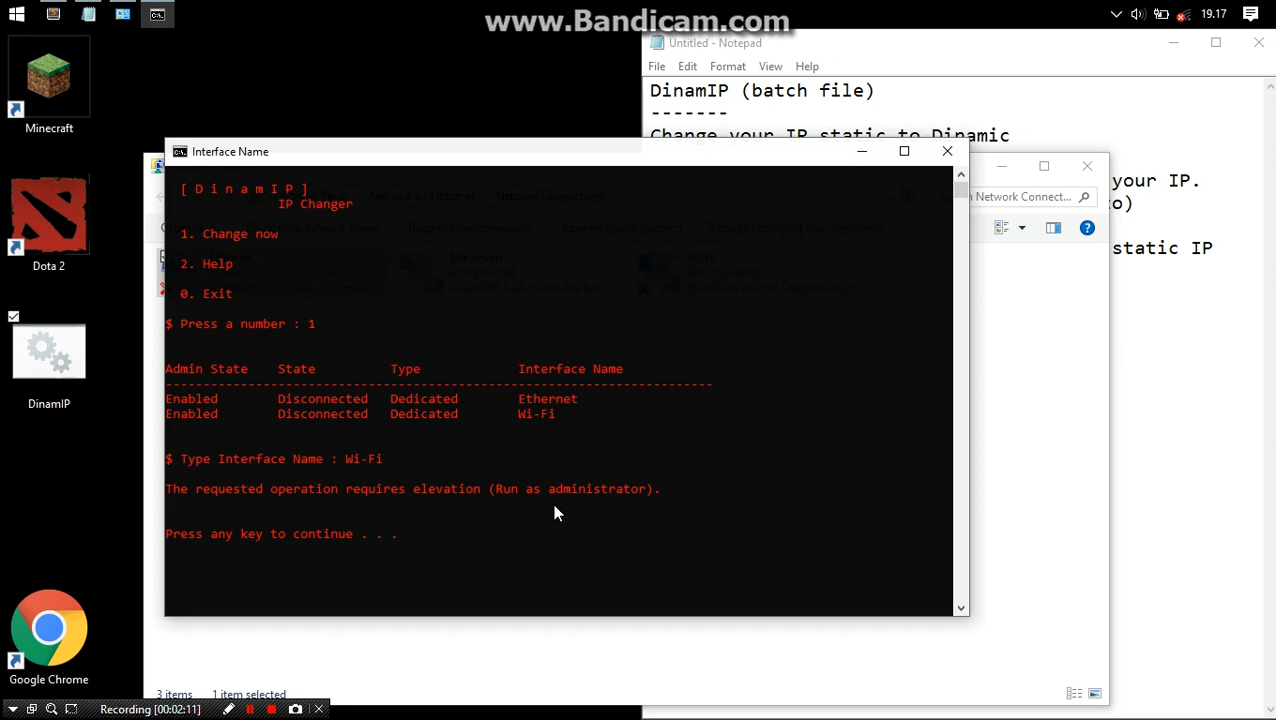 www.Bandicam.com
19.17
Untitled - Notepad
File Edit Format View Help
DinamIP (batch file)
-------
Change your IP static to Dinamic
your IP.
o)
static IP
Minecraft
Dota 2
DinamIP
Google Chrome
Network Connect...
Interface Name
[ D i n a m I P ]
IP Changer
1. Change now
2. Help
0. Exit
$ Press a number : 1
Admin State State Type Interface Name
-------------------------------------------------------------------------
Enabled Disconnected Dedicated Ethernet
Enabled Disconnected Dedicated Wi-Fi
$ Type Interface Name : Wi-Fi
The requested operation requires elevation (Run as administrator).
Press any key to continue . . .
3 items 1 item selected
Recording [00:02:11]